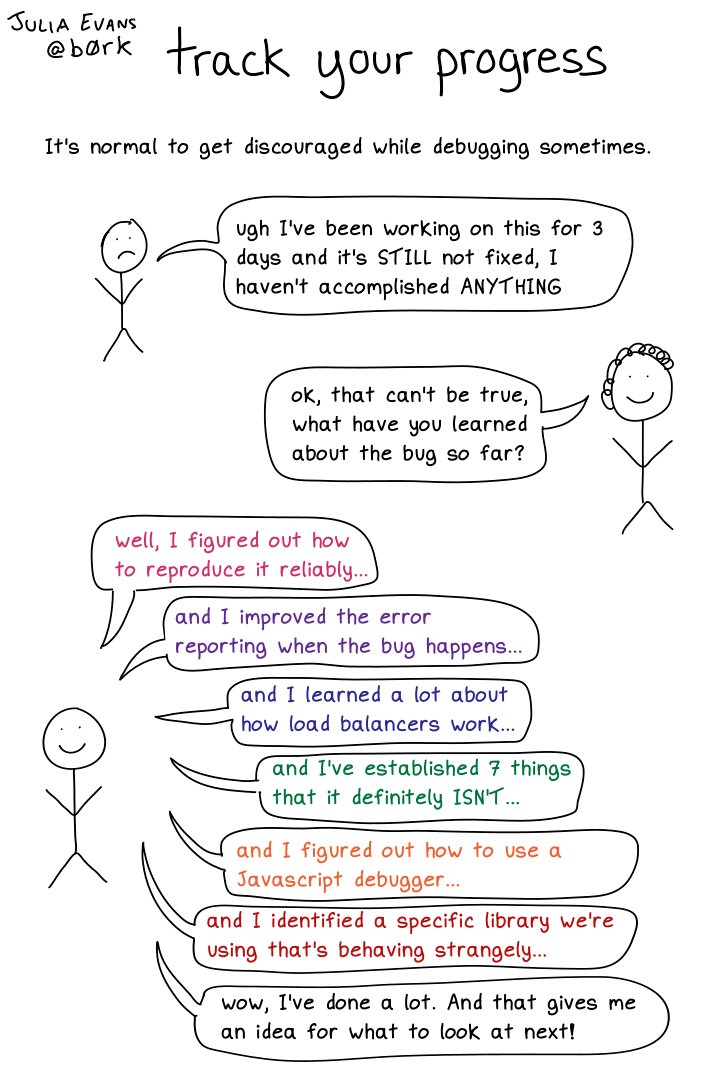 JULIA EVANS
@b0rk
track your progress
It's normal to get discouraged while debugging sometimes.
ugh I've been working on this for 3
days and it's STILL not fixed, I
haven't accomplished ANYTHING
ok, that can't be true,
what have you learned
about the bug so far?
well, I figured out how
to reproduce it reliably...
and I improved the error
reporting when the bug happens...
and I learned a lot about
how load balancers work...
and I've established 7 things
that it definitely ISN'T...
and I figured out how to use a
Javascript debugger...
and I identified a specific library we're
using that's behaving strangely...
wow, I've done a lot. And that gives me
an idea for what to look at next!